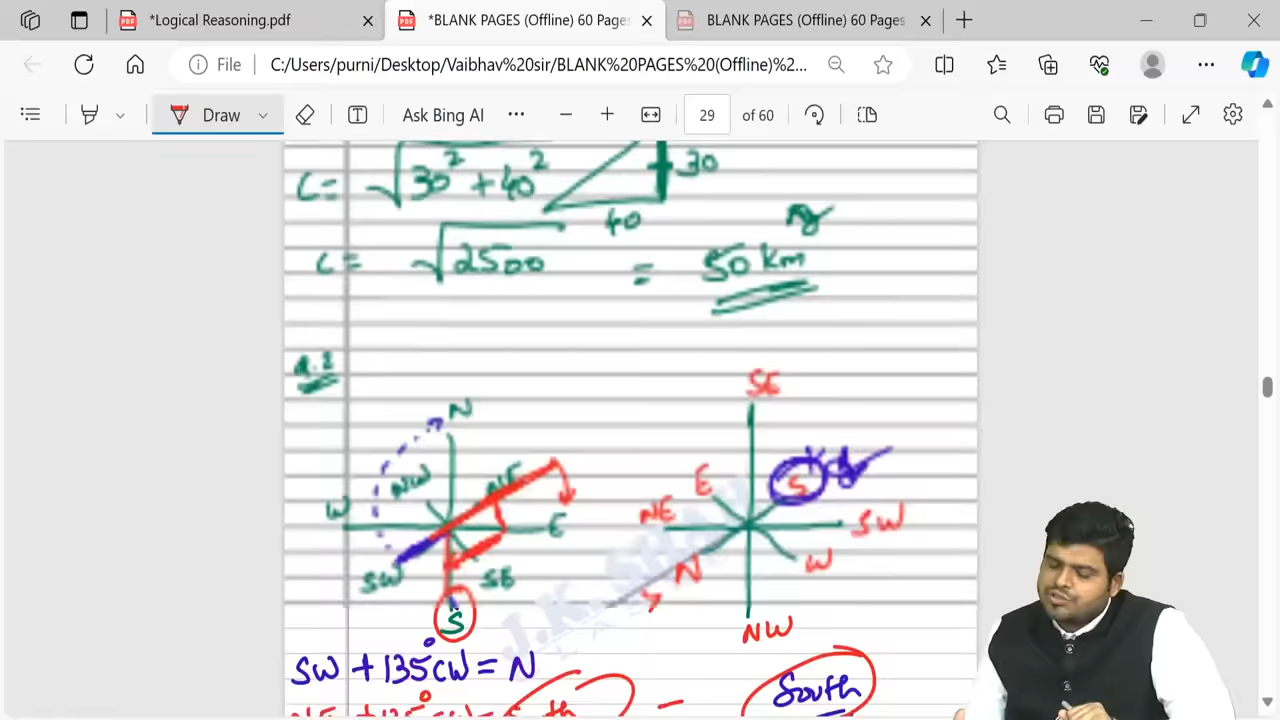 *Logical Reasoning.pdf
*BLANK PAGES (Offline) 60 Pages
BLANK PAGES (Offline) 60 Pages
File
C:/Users/purni/Desktop/Vaibhav%20sir/BLANK%20PAGES%20(Offline)%2...
Draw
Ask Bing AI
29
of 60
C = √30² + 40²
30
40
C = √2500 = 50 km
Q.2
N
NW
NE
W
E
SW
SE
S
SE
E
S
NE
SW
N
W
NW
J.K. SHA
SW + 135° CW = N
South